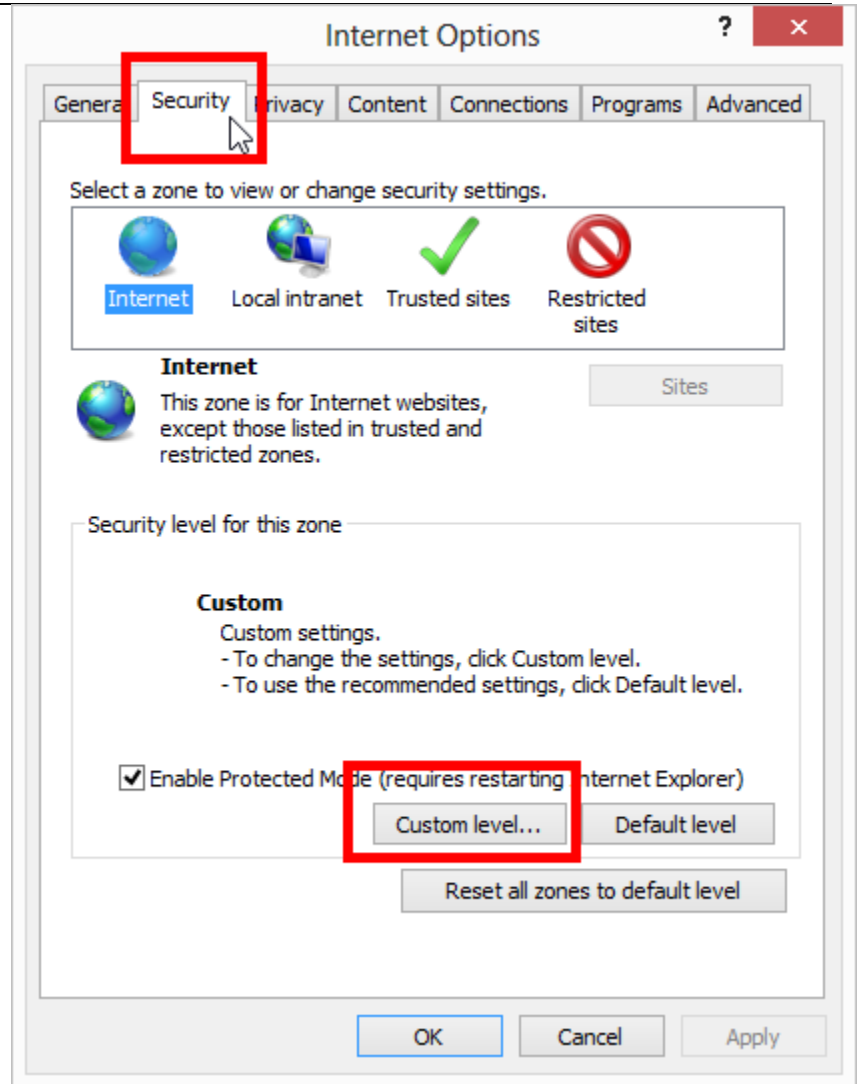 Internet Options
?
General Security Privacy Content Connections Programs Advanced
Select a zone to view or change security settings.
Internet Local intranet Trusted sites Restricted
sites
Internet
Sites
This zone is for Internet websites,
except those listed in trusted and
restricted zones.
Security level for this zone
Custom
Custom settings.
- To change the settings, click Custom level.
- To use the recommended settings, click Default level.
Enable Protected Mode (requires restarting Internet Explorer)
Custom level... Default level
Reset all zones to default level
OK Cancel Apply